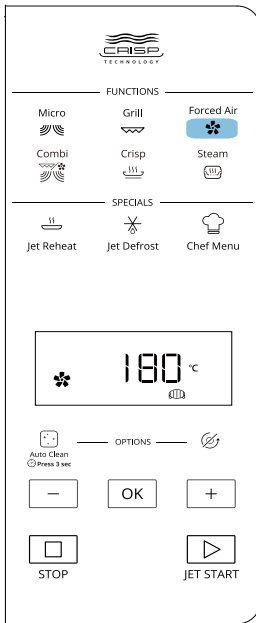 CRISP
TECHNOLOGY
FUNCTIONS
Micro Grill Forced Air
Combi Crisp Steam
SPECIALS
Jet Reheat Jet Defrost Chef Menu
180 °C
OPTIONS
Auto Clean
Press 3 sec
− OK +
STOP JET START